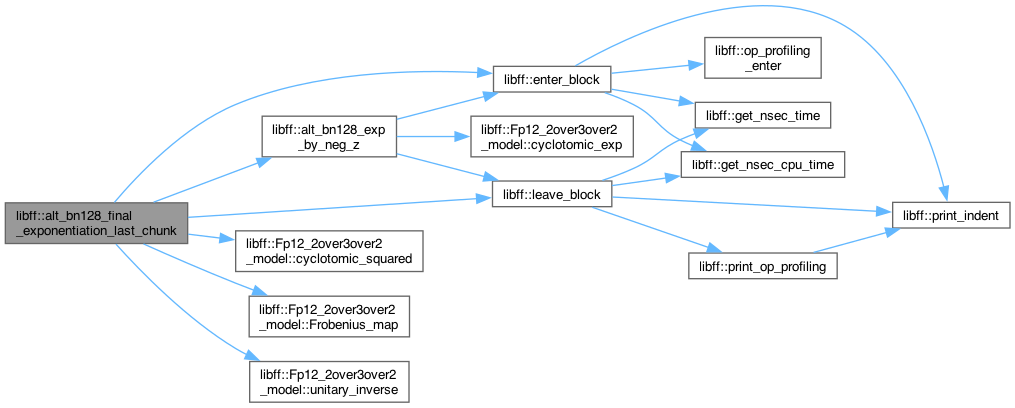 libff::alt_bn128_final
_exponentiation_last_chunk
libff::alt_bn128_exp
_by_neg_z
libff::Fp12_2over3over2
_model::cyclotomic_squared
libff::Fp12_2over3over2
_model::Frobenius_map
libff::Fp12_2over3over2
_model::unitary_inverse
libff::enter_block
libff::Fp12_2over3over2
_model::cyclotomic_exp
libff::leave_block
libff::op_profiling
_enter
libff::get_nsec_time
libff::get_nsec_cpu_time
libff::print_op_profiling
libff::print_indent